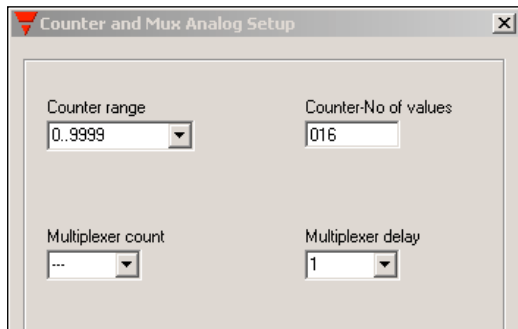 Counter and Mux Analog Setup
Counter range
Counter-No of values
0..9999
016
Multiplexer count
Multiplexer delay
---
1